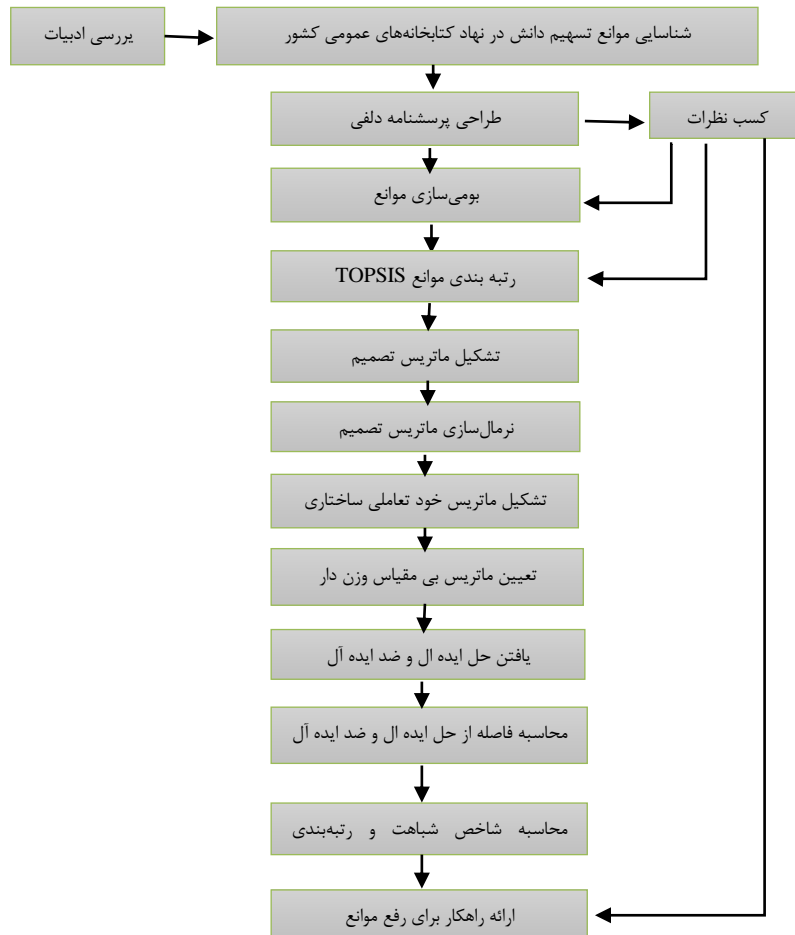 یررسی ادبیات
شناسایی موانع تسهیم دانش در نهاد کتابخانه‌های عمومی کشور
طراحی پرسشنامه دلفی
کسب نظرات
بومی‌سازی موانع
رتبه بندی موانع TOPSIS
تشکیل ماتریس تصمیم
نرمال‌سازی ماتریس تصمیم
تشکیل ماتریس خود تعاملی ساختاری
تعیین ماتریس بی مقیاس وزن دار
یافتن حل ایده ال و ضد ایده آل
محاسبه فاصله از حل ایده ال و ضد ایده آل
محاسبه شاخص شباهت و رتبه‌بندی
ارائه راهکار برای رفع موانع